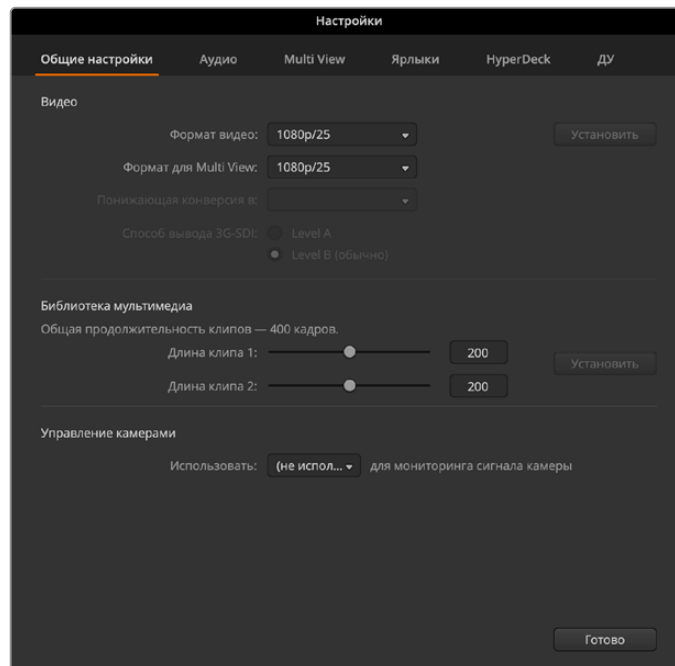 Настройки
Общие настройки Аудио Multi View Ярлыки HyperDeck ДУ
Видео
Формат видео: 1080p/25 Установить
Формат для Multi View: 1080p/25
Понижающая конверсия в:
Способ вывода 3G-SDI: Level A
Level B (обычно)
Библиотека мультимедиа
Общая продолжительность клипов — 400 кадров.
Длина клипа 1: 200
Установить
Длина клипа 2: 200
Управление камерами
Использовать: (не испол... для мониторинга сигнала камеры
Готово